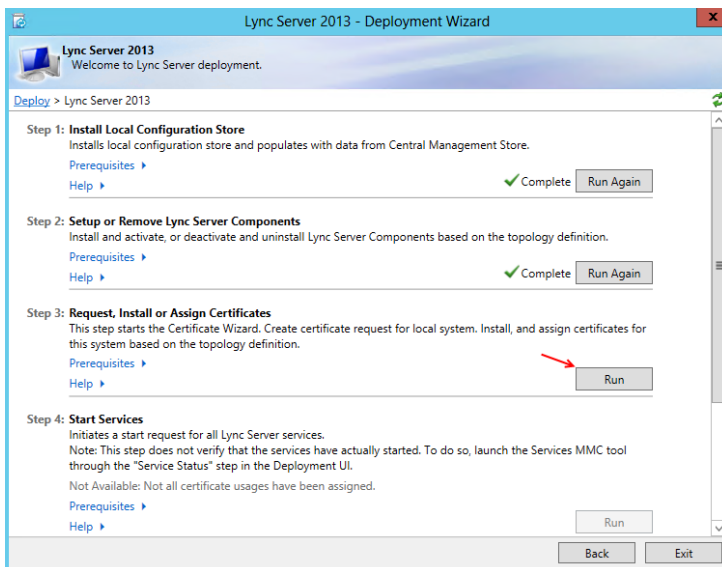 Lync Server 2013 - Deployment Wizard
x
Lync Server 2013
Welcome to Lync Server deployment.
Deploy > Lync Server 2013
Step 1: Install Local Configuration Store
Installs local configuration store and populates with data from Central Management Store.
Prerequisites
Help
Complete Run Again
Step 2: Setup or Remove Lync Server Components
Install and activate, or deactivate and uninstall Lync Server Components based on the topology definition.
Prerequisites
Help
Complete Run Again
Step 3: Request, Install or Assign Certificates
This step starts the Certificate Wizard. Create certificate request for local system. Install, and assign certificates for
this system based on the topology definition.
Prerequisites
Help
Run
Step 4: Start Services
Initiates a start request for all Lync Server services.
Note: This step does not verify that the services have actually started. To do so, launch the Services MMC tool
through the "Service Status" step in the Deployment UI.
Not Available: Not all certificate usages have been assigned.
Prerequisites
Help
Run
Back Exit